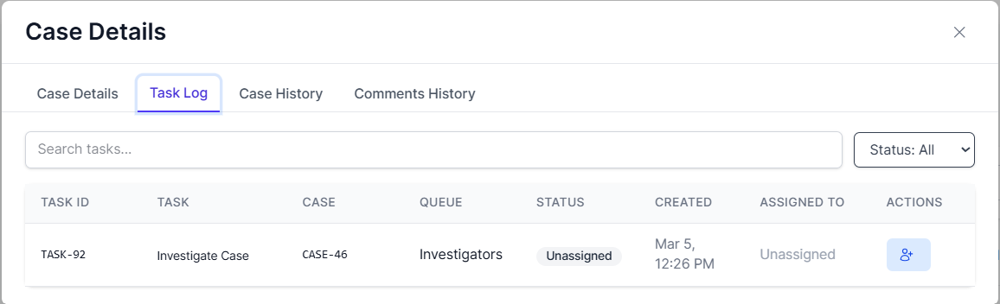 Case Details
Case Details Task Log Case History Comments History
Search tasks... Status: All
TASK ID TASK CASE QUEUE STATUS CREATED ASSIGNED TO ACTIONS
TASK-92 Investigate Case CASE-46 Investigators Unassigned Mar 5, Unassigned
12:26 PM